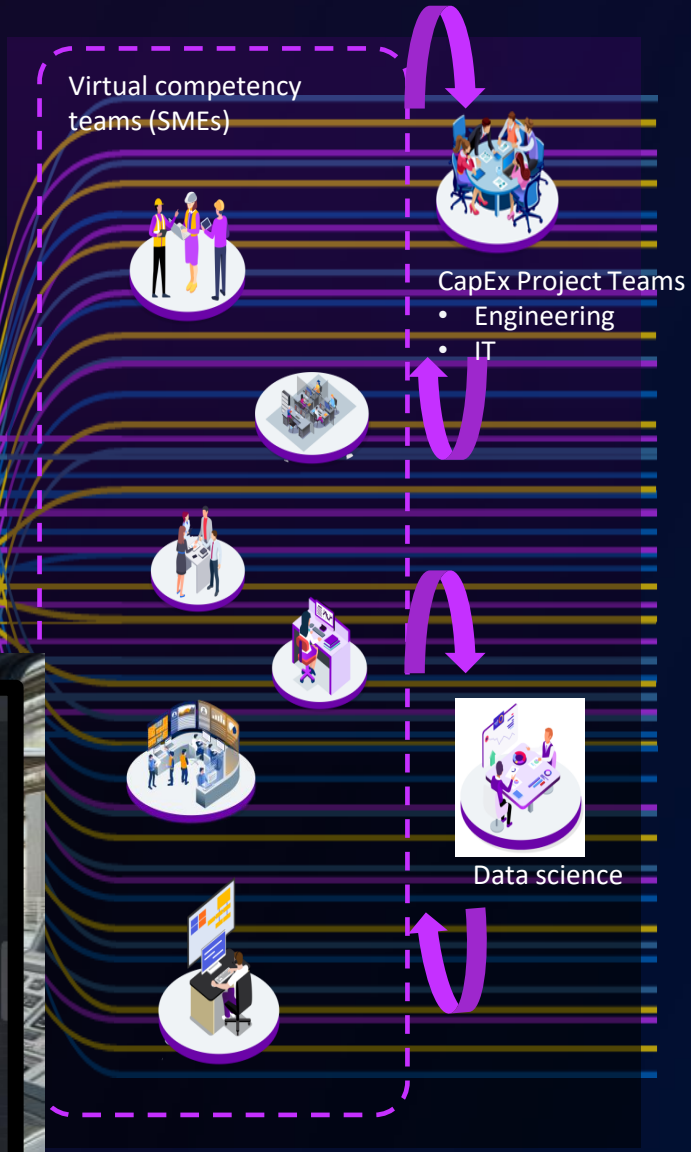 Virtual competency
teams (SMEs)
CapEx Project Teams
• Engineering
• IT
Data science